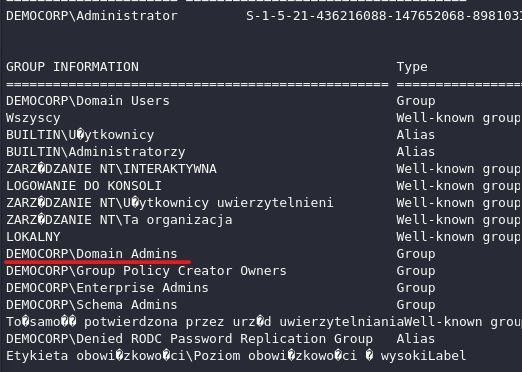 DEMOCORP\Administrator S-1-5-21-436216088-147652068-898103
GROUP INFORMATION Type
================================================= ================
DEMOCORP\Domain Users Group
Wszyscy Well-known group
BUILTIN\U�ytkownicy Alias
BUILTIN\Administratorzy Alias
ZARZ�DZANIE NT\INTERAKTYWNA Well-known group
LOGOWANIE DO KONSOLI Well-known group
ZARZ�DZANIE NT\U�ytkownicy uwierzytelnieni Well-known group
ZARZ�DZANIE NT\Ta organizacja Well-known group
LOKALNY Well-known group
DEMOCORP\Domain Admins Group
DEMOCORP\Group Policy Creator Owners Group
DEMOCORP\Enterprise Admins Group
DEMOCORP\Schema Admins Group
To�samo�� potwierdzona przez urz�d uwierzytelnianiaWell-known group
DEMOCORP\Denied RODC Password Replication Group Alias
Etykieta obowi�zkowo�ci\Poziom obowi�zkowo�ci � wysokiLabel